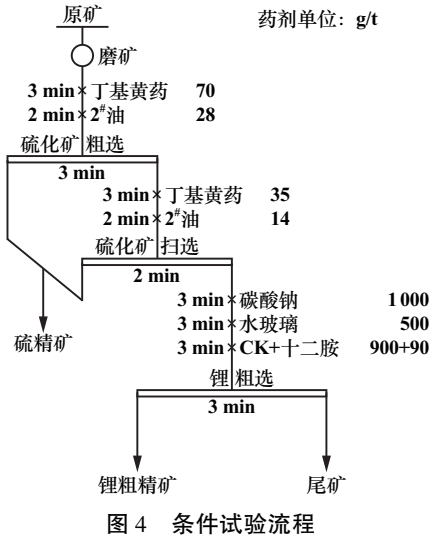 原矿
药剂单位：g/t
磨矿
3 min 丁基黄药 70
2 min 2#油 28
硫化矿 粗选
3 min
3 min 丁基黄药 35
2 min 2#油 14
硫化矿 扫选
2 min
3 min 碳酸钠 1 000
3 min 水玻璃 500
3 min CK+十二胺 900+90
硫精矿
锂 粗选
3 min
锂粗精矿 尾矿
图 4 条件试验流程